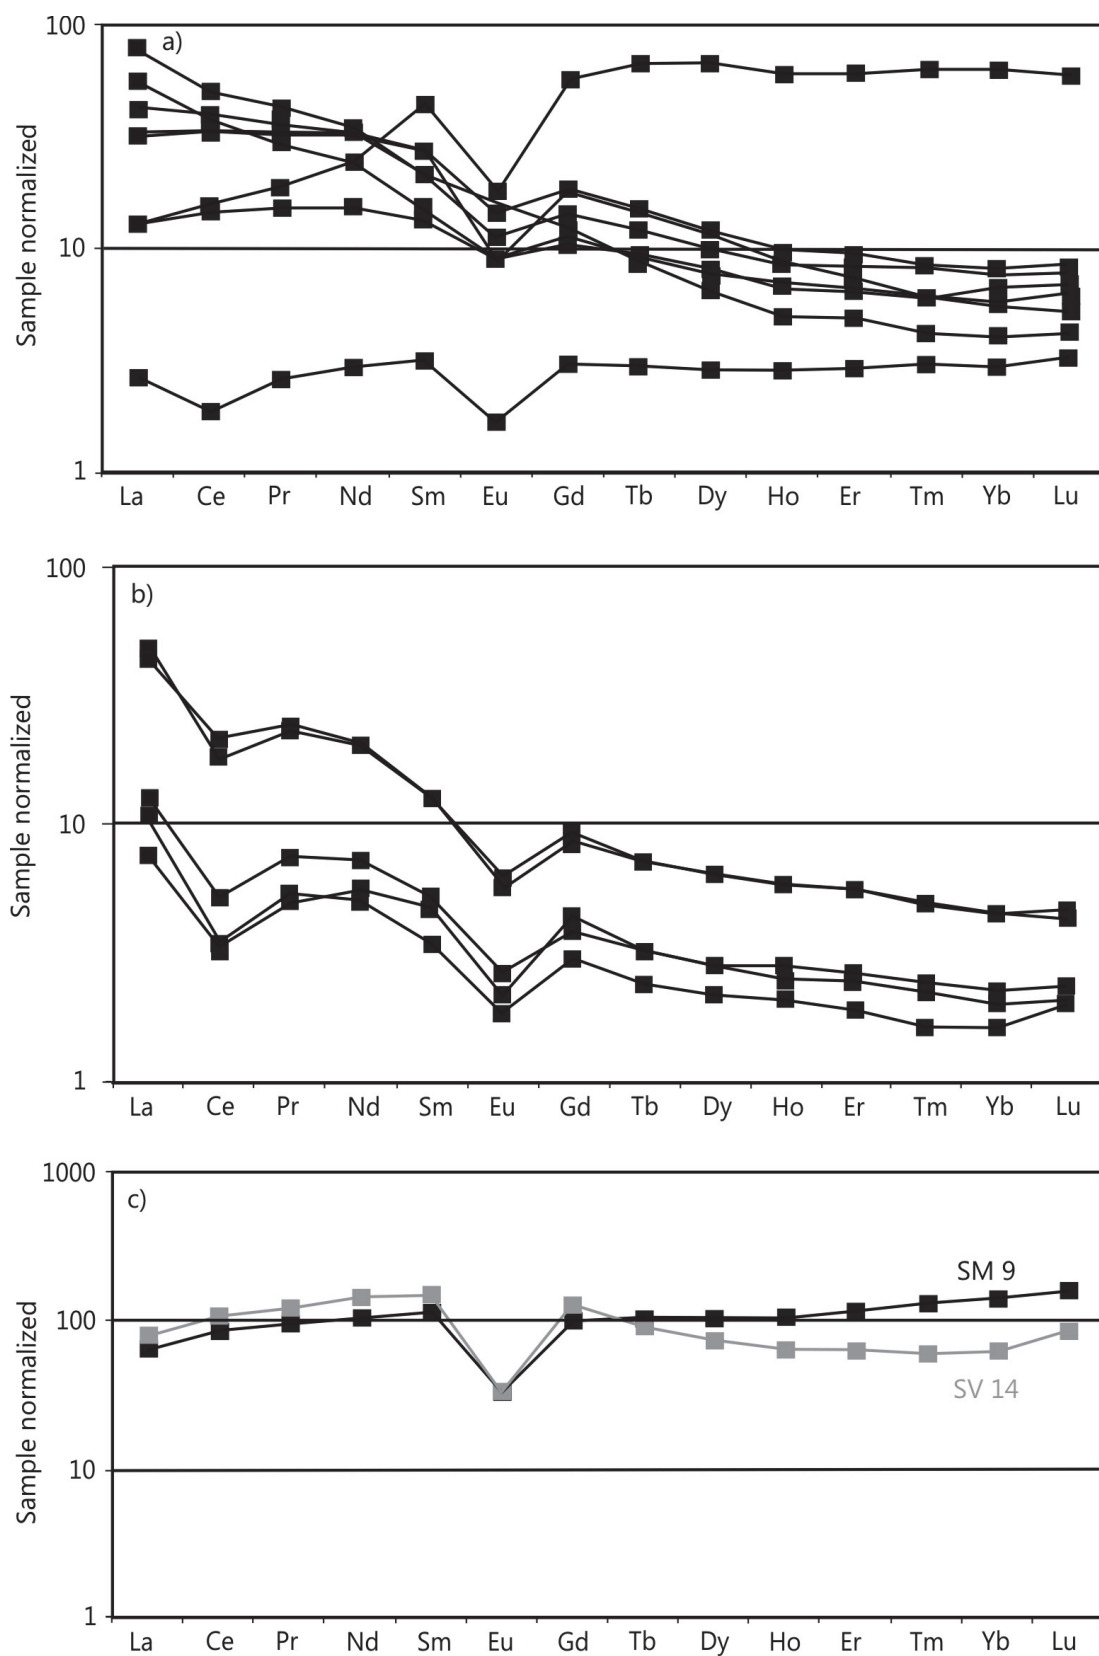 100
a)
Sample normalized
10
1
La Ce Pr Nd Sm Eu Gd Tb Dy Ho Er Tm Yb Lu
100
b)
Sample normalized
10
1
La Ce Pr Nd Sm Eu Gd Tb Dy Ho Er Tm Yb Lu
1000
c)
SM 9
Sample normalized
100
SV 14
10
1
La Ce Pr Nd Sm Eu Gd Tb Dy Ho Er Tm Yb Lu